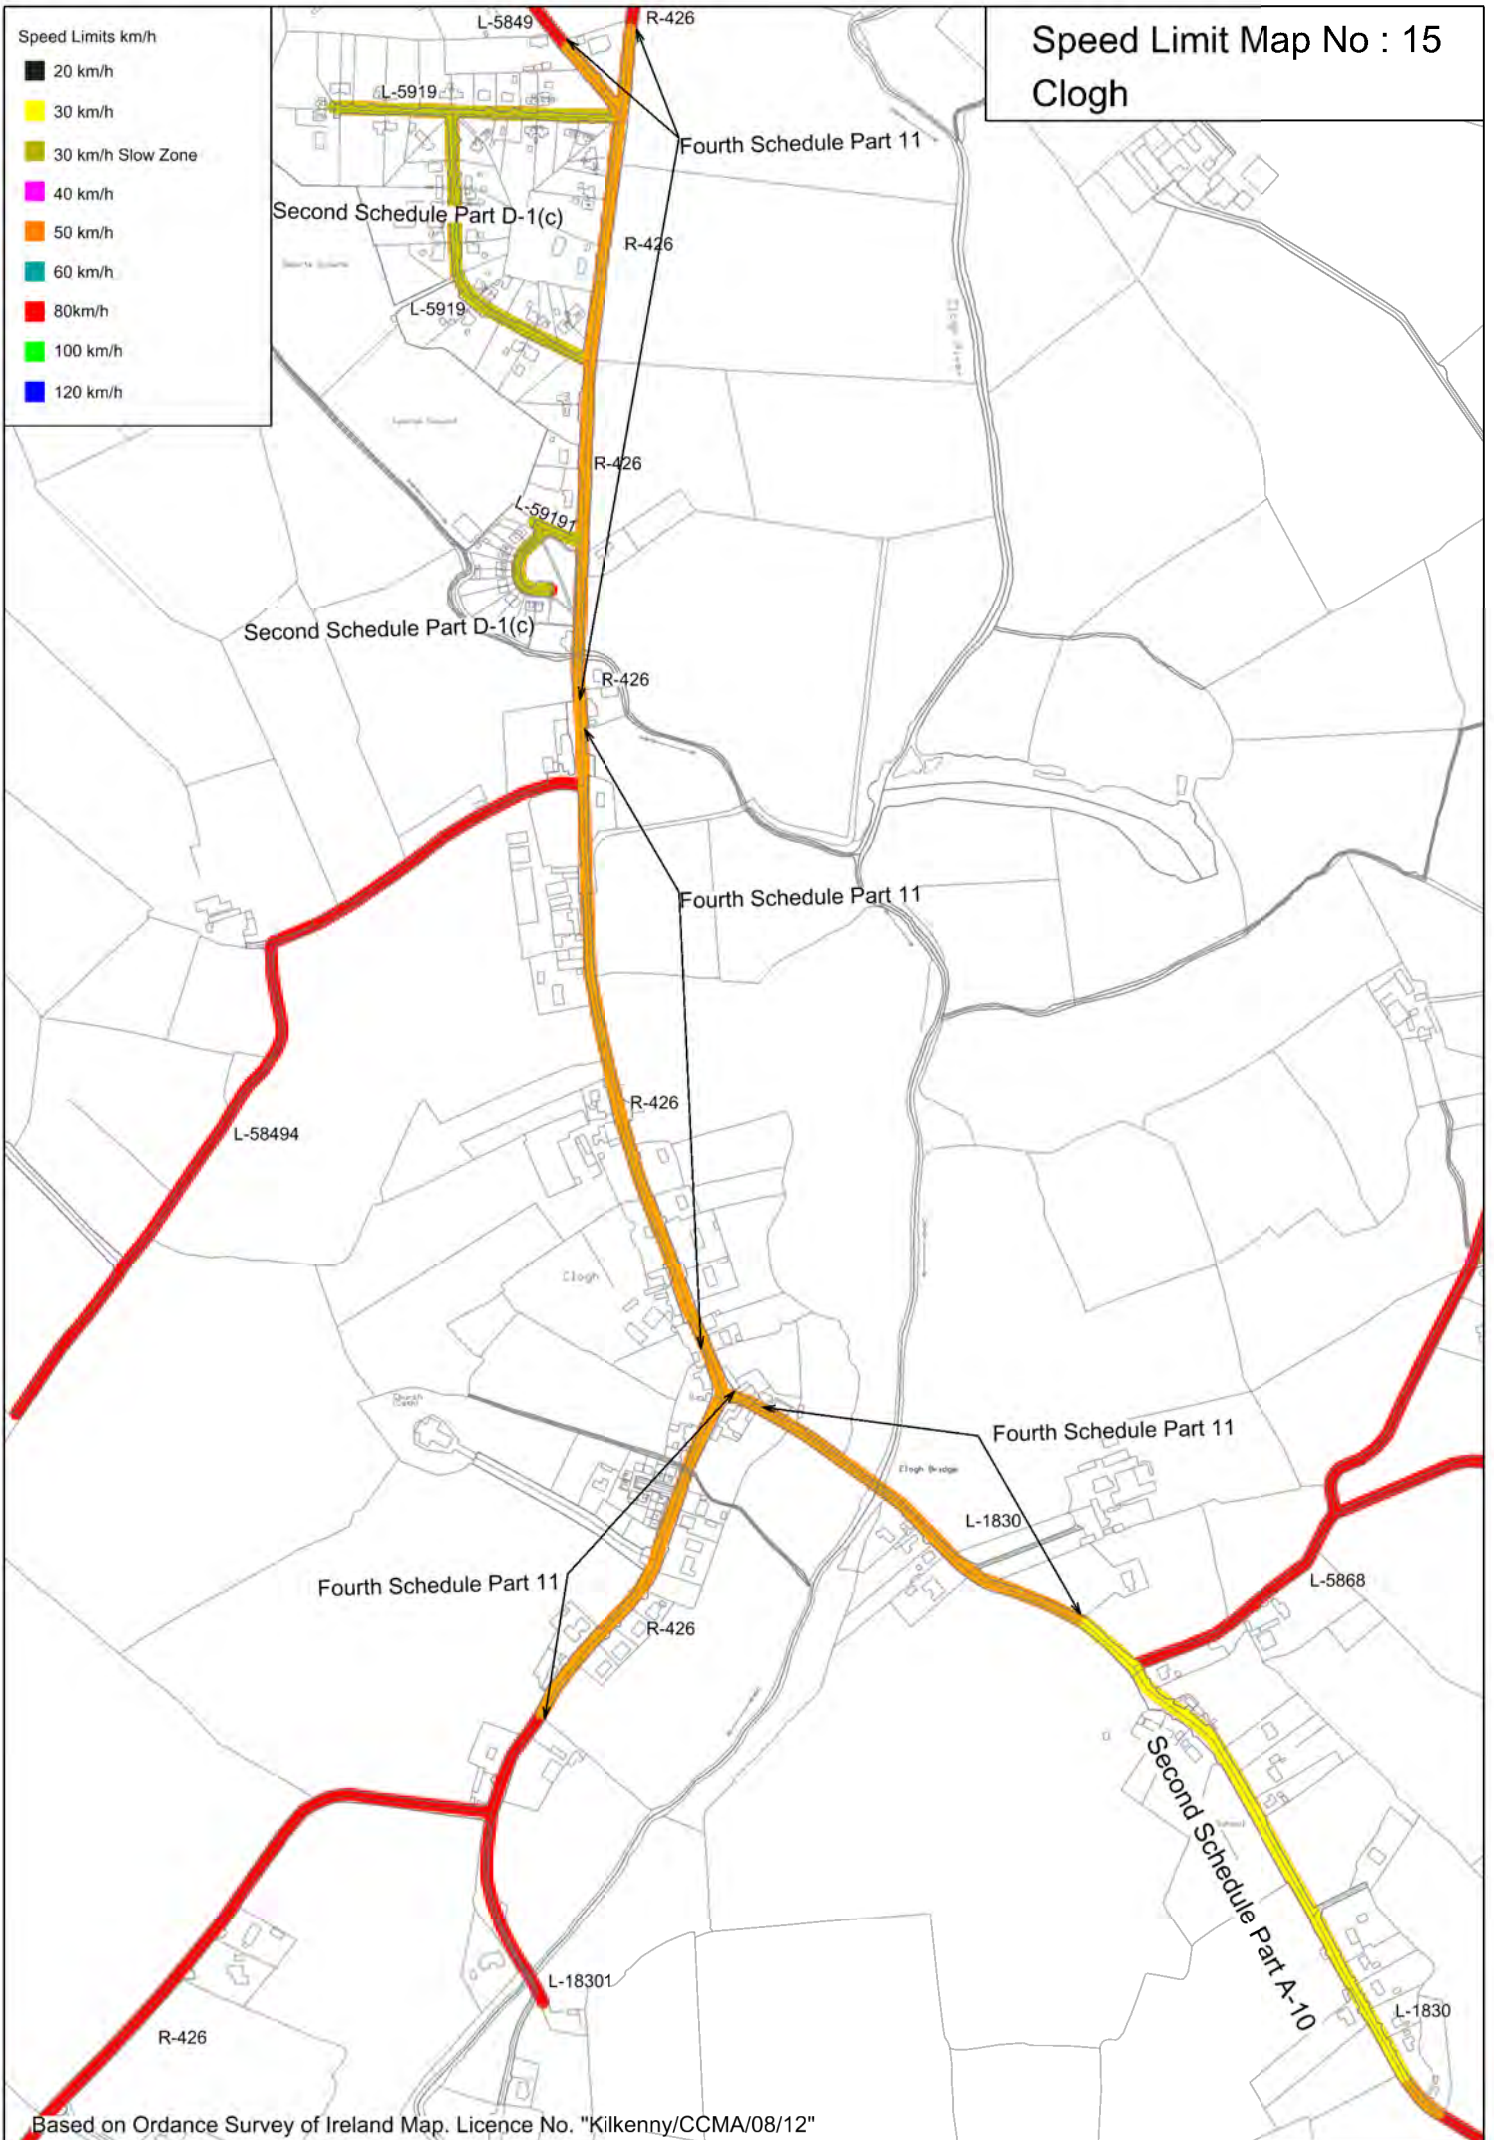 Speed Limit Map No : 15
Clogh
Speed Limits km/h
20 km/h
30 km/h
30 km/h Slow Zone
40 km/h
50 km/h
60 km/h
80km/h
100 km/h
120 km/h
L-5849
R-426
L-5919
Fourth Schedule Part 11
Second Schedule Part D-1(c)
R-426
L-5919
R-426
L-59191
Second Schedule Part D-1(c)
R-426
Fourth Schedule Part 11
R-426
L-58494
Clogh
Church
Fourth Schedule Part 11
Clogh Bridge
L-1830
Fourth Schedule Part 11
L-5868
R-426
Second Schedule Part A-10
School
L-18301
L-1830
R-426
Based on Ordance Survey of Ireland Map. Licence No. "Kilkenny/CCMA/08/12"